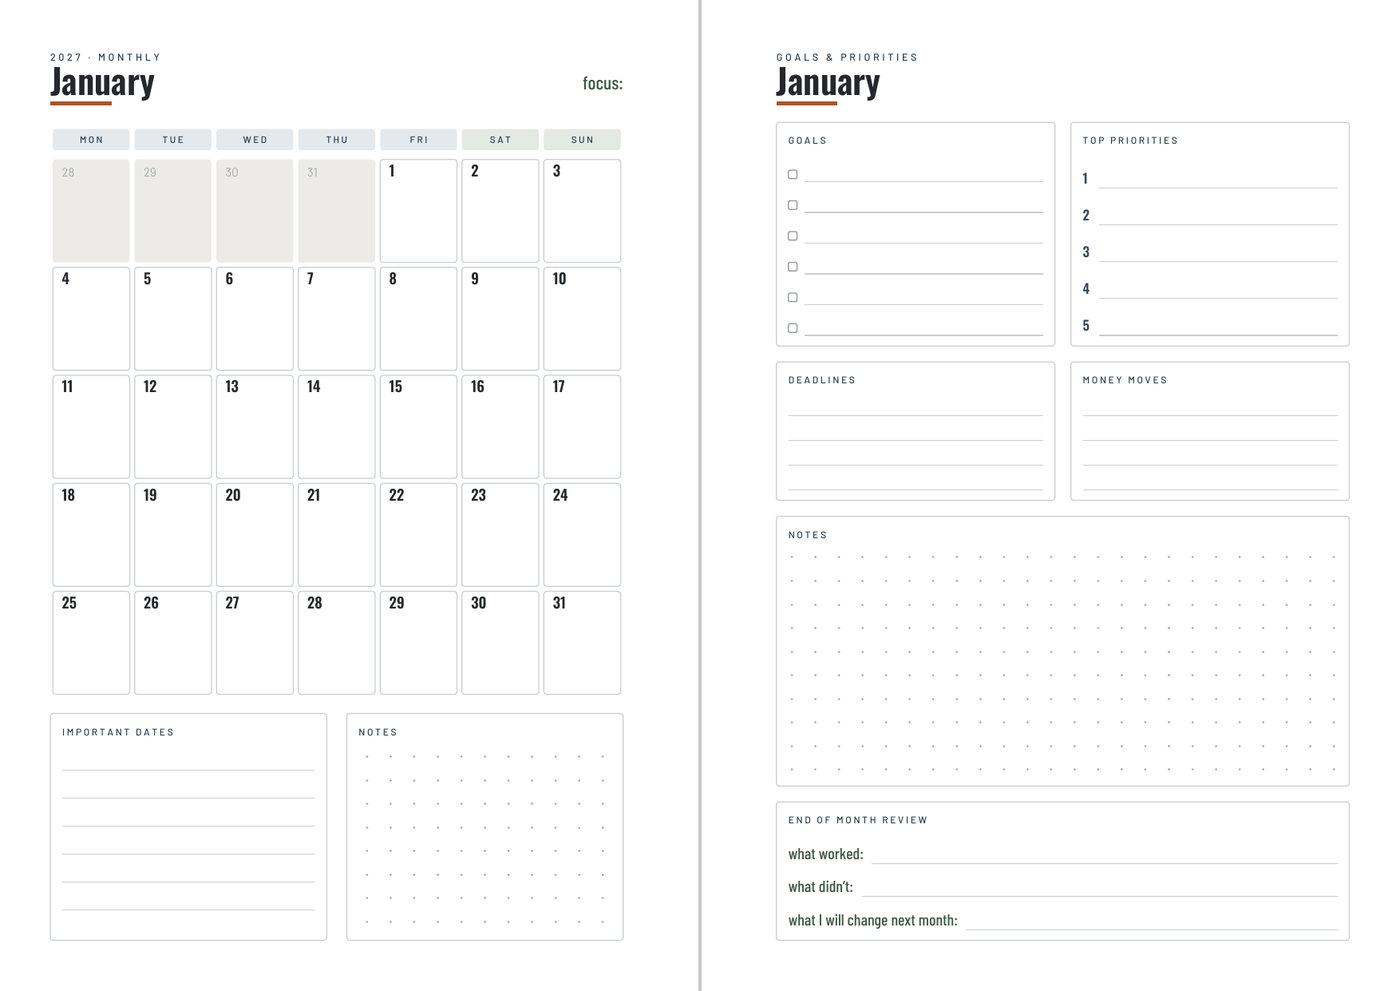 2027 · MONTHLY
January
focus:
MON TUE WED THU FRI SAT SUN
28 29 30 31 1 2 3
4 5 6 7 8 9 10
11 12 13 14 15 16 17
18 19 20 21 22 23 24
25 26 27 28 29 30 31
IMPORTANT DATES
NOTES
GOALS & PRIORITIES
January
GOALS
TOP PRIORITIES
1
2
3
4
5
DEADLINES
MONEY MOVES
NOTES
END OF MONTH REVIEW
what worked:
what didn't:
what I will change next month: